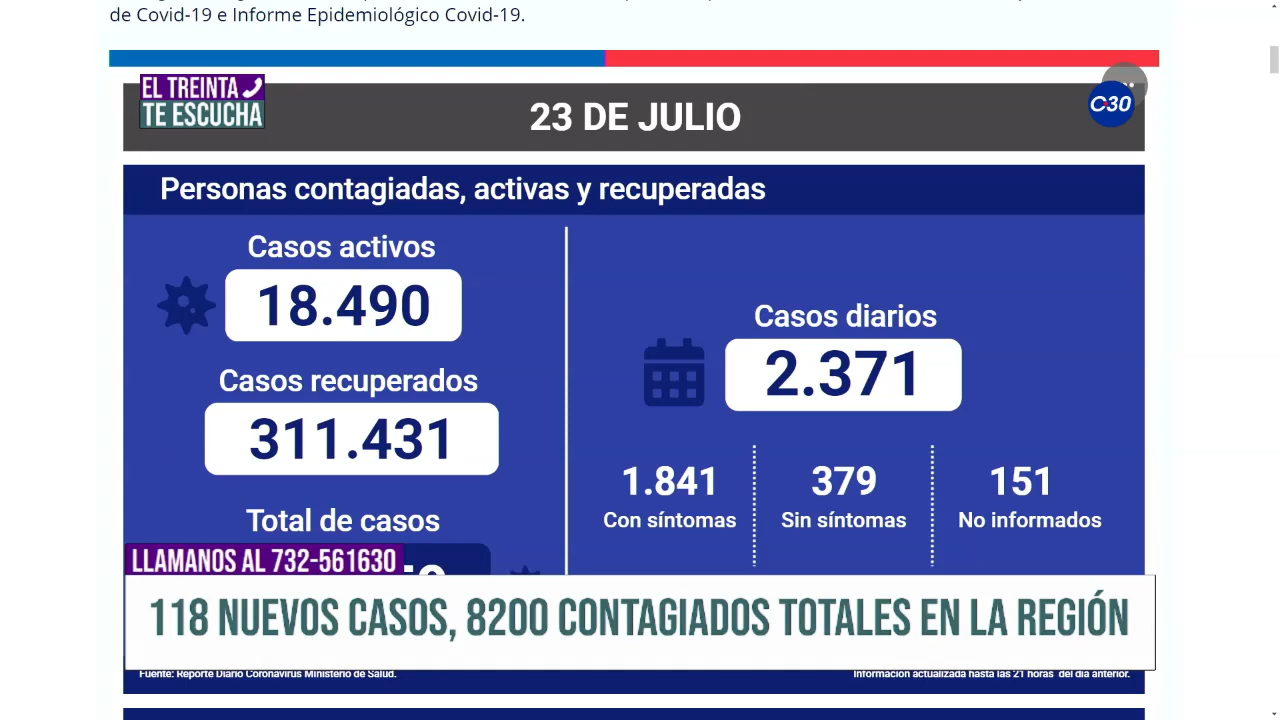 de Covid-19 e Informe Epidemiológico Covid-19.
EL TREINTA
TE ESCUCHA
23 DE JULIO
C30
Personas contagiadas, activas y recuperadas
Casos activos
18.490
Casos recuperados
311.431
Total de casos
Casos diarios
2.371
1.841
Con síntomas
379
Sin síntomas
151
No informados
LLAMANOS AL 732-561630
118 NUEVOS CASOS, 8200 CONTAGIADOS TOTALES EN LA REGIÓN
Fuente: Reporte Diario Coronavirus Ministerio de Salud.
Información actualizada hasta las 21 horas del día anterior.